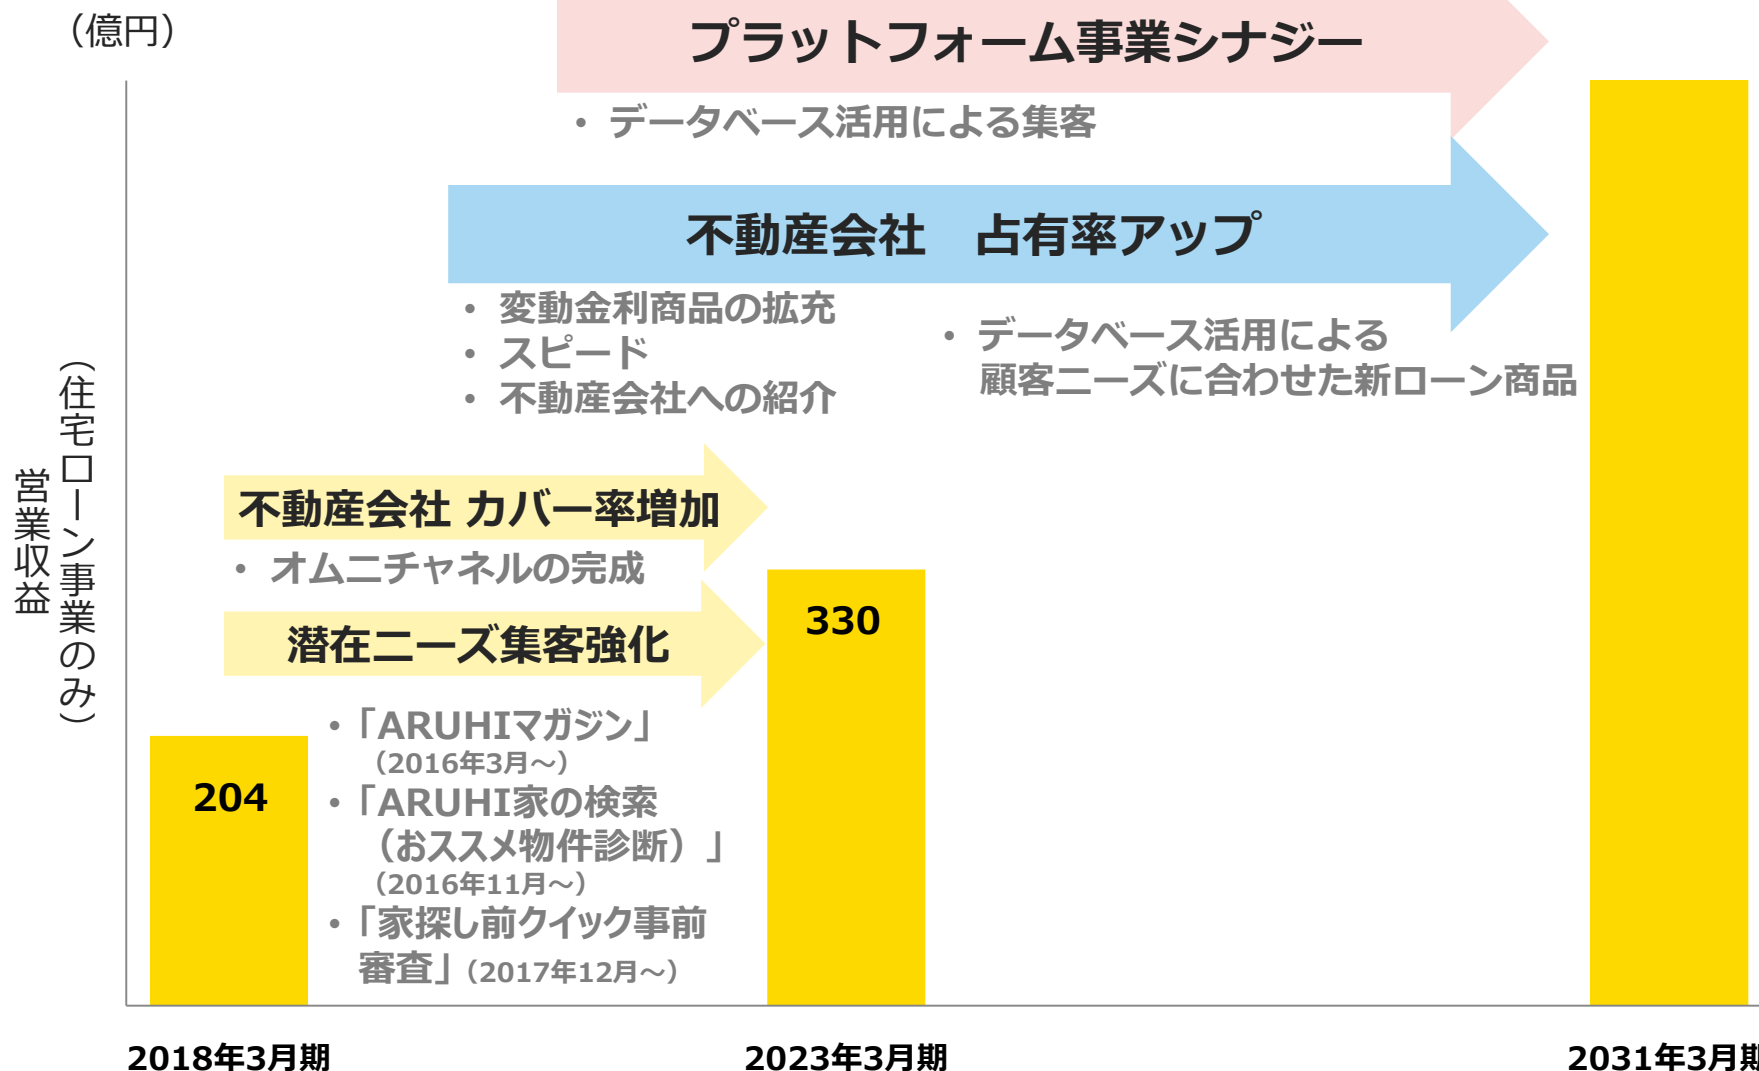 （億円）
プラットフォーム事業シナジー
• データベース活用による集客
不動産会社　占有率アップ
• 変動金利商品の拡充
• スピード
• 不動産会社への紹介
• データベース活用による
顧客ニーズに合わせた新ローン商品
営業収益
（住宅ローン事業のみ）
不動産会社 カバー率増加
• オムニチャネルの完成
潜在ニーズ集客強化
•「ARUHIマガジン」
（2016年3月～）
•「ARUHI家の検索
（おススメ物件診断）」
（2016年11月～）
•「家探し前クイック事前
審査」（2017年12月～）
204
330
2018年3月期
2023年3月期
2031年3月期